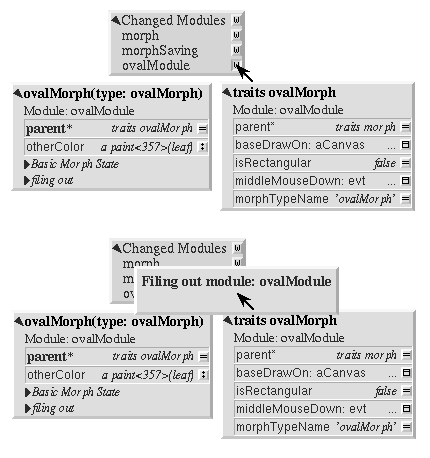 Changed Modules w
morph w
morphSaving w
ovalModule w
ovalMorph(type: ovalMorph)
Module: ovalModule
parent* traits ovalMorph =
otherColor a paint<357>(leaf) :
Basic Morph State
filing out
traits ovalMorph
Module: ovalModule
parent* traits morph =
baseDrawOn: aCanvas ...
isRectangular false =
middleMouseDown: evt ...
morphTypeName 'ovalMorph' =
Changed Modules w
morph
m
ov
Filing out module: ovalModule
ovalMorph(type: ovalMorph)
Module: ovalModule
parent* traits ovalMorph =
otherColor a paint<357>(leaf) :
Basic Morph State
filing out
traits ovalMorph
Module: ovalModule
parent* traits morph =
baseDrawOn: aCanvas ...
isRectangular false =
middleMouseDown: evt ...
morphTypeName 'ovalMorph' =